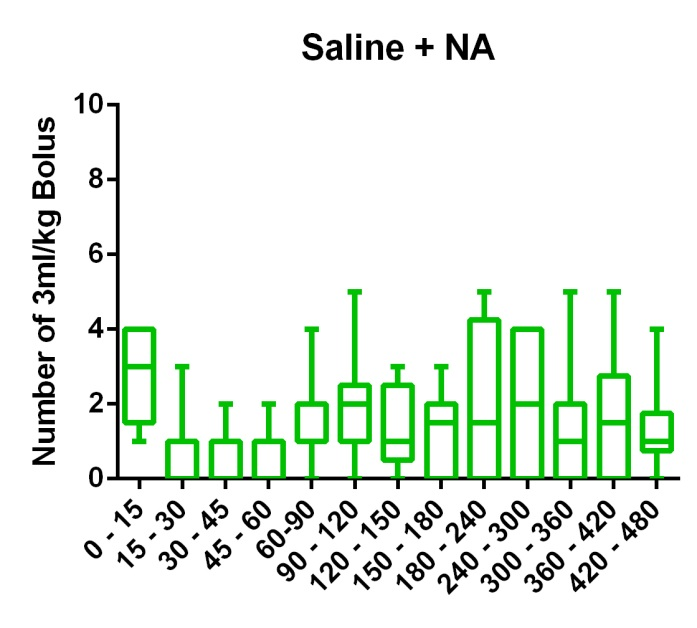 Saline + NA
Number of 3ml/kg Bolus
10
8
6
4
2
0
0 - 15
15 - 30
30 - 45
45 - 60
60-90
90 - 120
120 - 150
150 - 180
180 - 240
240 - 300
300 - 360
360 - 420
420 - 480